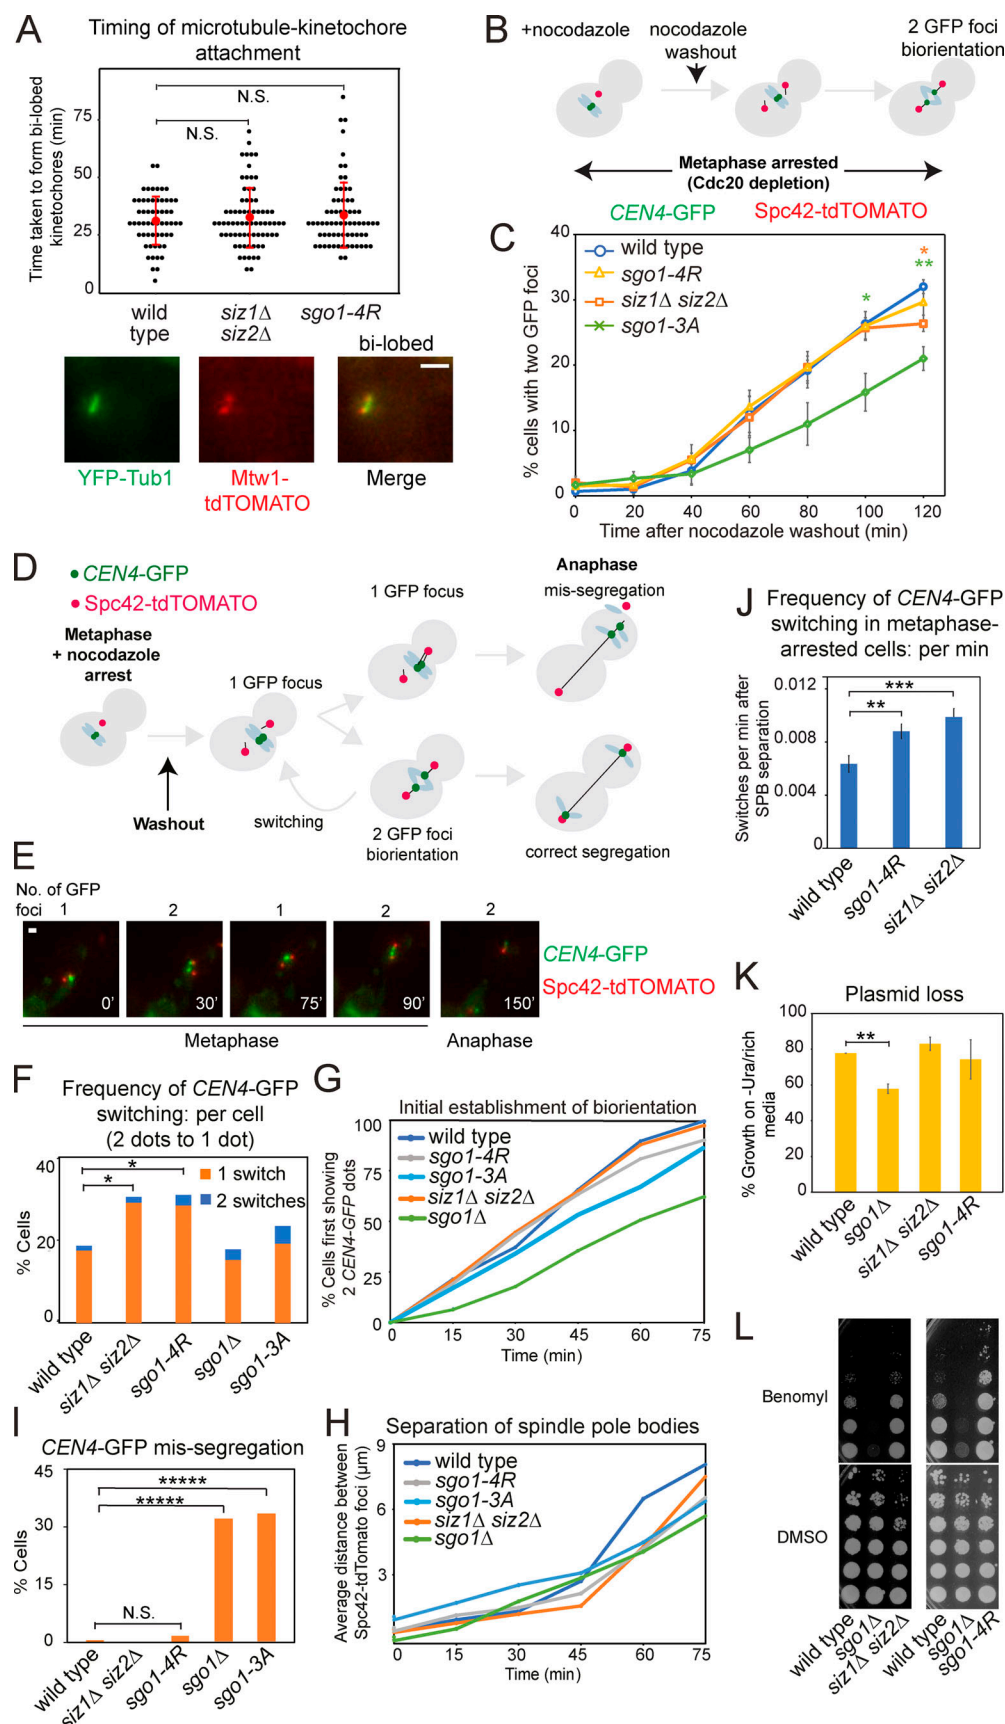 A
Timing of microtubule-kinetochore
attachment
Time taken to form bi-lobed
kinetochores (min)
75
50
25
0
N.S.
N.S.
wild
type
siz1Δ
siz2Δ
sgo1-4R
bi-lobed
YFP-Tub1
Mtw1-
tdTOMATO
Merge
B
+nocodazole
nocodazole
washout
2 GFP foci
biorientation
Metaphase arrested
(Cdc20 depletion)
CEN4-GFP
Spc42-tdTOMATO
C
wild type
sgo1-4R
siz1Δ siz2Δ
sgo1-3A
*
**
*
% cells with two GFP foci
40
30
20
10
0
0
20
40
60
80
100
120
Time after nocodazole washout (min)
D
CEN4-GFP
Spc42-tdTOMATO
Metaphase
+ nocodazole
arrest
Washout
1 GFP focus
switching
1 GFP focus
2 GFP foci
biorientation
Anaphase
mis-segregation
correct segregation
E
No. of GFP
foci
1
2
1
2
2
0’
30’
75’
90’
150’
CEN4-GFP
Spc42-tdTOMATO
Metaphase
Anaphase
F
Frequency of CEN4-GFP
switching: per cell
(2 dots to 1 dot)
% Cells
40
20
0
*
*
1 switch
2 switches
wild type
siz1Δ siz2Δ
sgo1-4R
sgo1Δ
sgo1-3A
G
Initial establishment of biorientation
% Cells first showing
2 CEN4-GFP dots
100
75
50
25
0
wild type
sgo1-4R
sgo1-3A
siz1Δ siz2Δ
sgo1Δ
0
15
30
45
60
75
Time (min)
H
Separation of spindle pole bodies
Average distance between
Spc42-tdTomato foci (µm)
9
6
3
wild type
sgo1-4R
sgo1-3A
siz1Δ siz2Δ
sgo1Δ
0
15
30
45
60
75
Time (min)
I
CEN4-GFP mis-segregation
% Cells
45
30
15
0
*****
*****
N.S.
wild type
siz1Δ siz2Δ
sgo1-4R
sgo1Δ
sgo1-3A
J
Frequency of CEN4-GFP
switching in metaphase-
arrested cells: per min
Switches per min after
SPB separation
0.012
0.008
0.004
0
***
**
wild type
sgo1-4R
siz1Δ siz2Δ
K
Plasmid loss
% Growth on -Ura/rich
media
100
80
60
40
20
0
**
wild type
sgo1Δ
siz1Δ siz2Δ
sgo1-4R
L
Benomyl
DMSO
wild type
sgo1Δ
siz1Δ siz2Δ
wild type
sgo1Δ
sgo1-4R